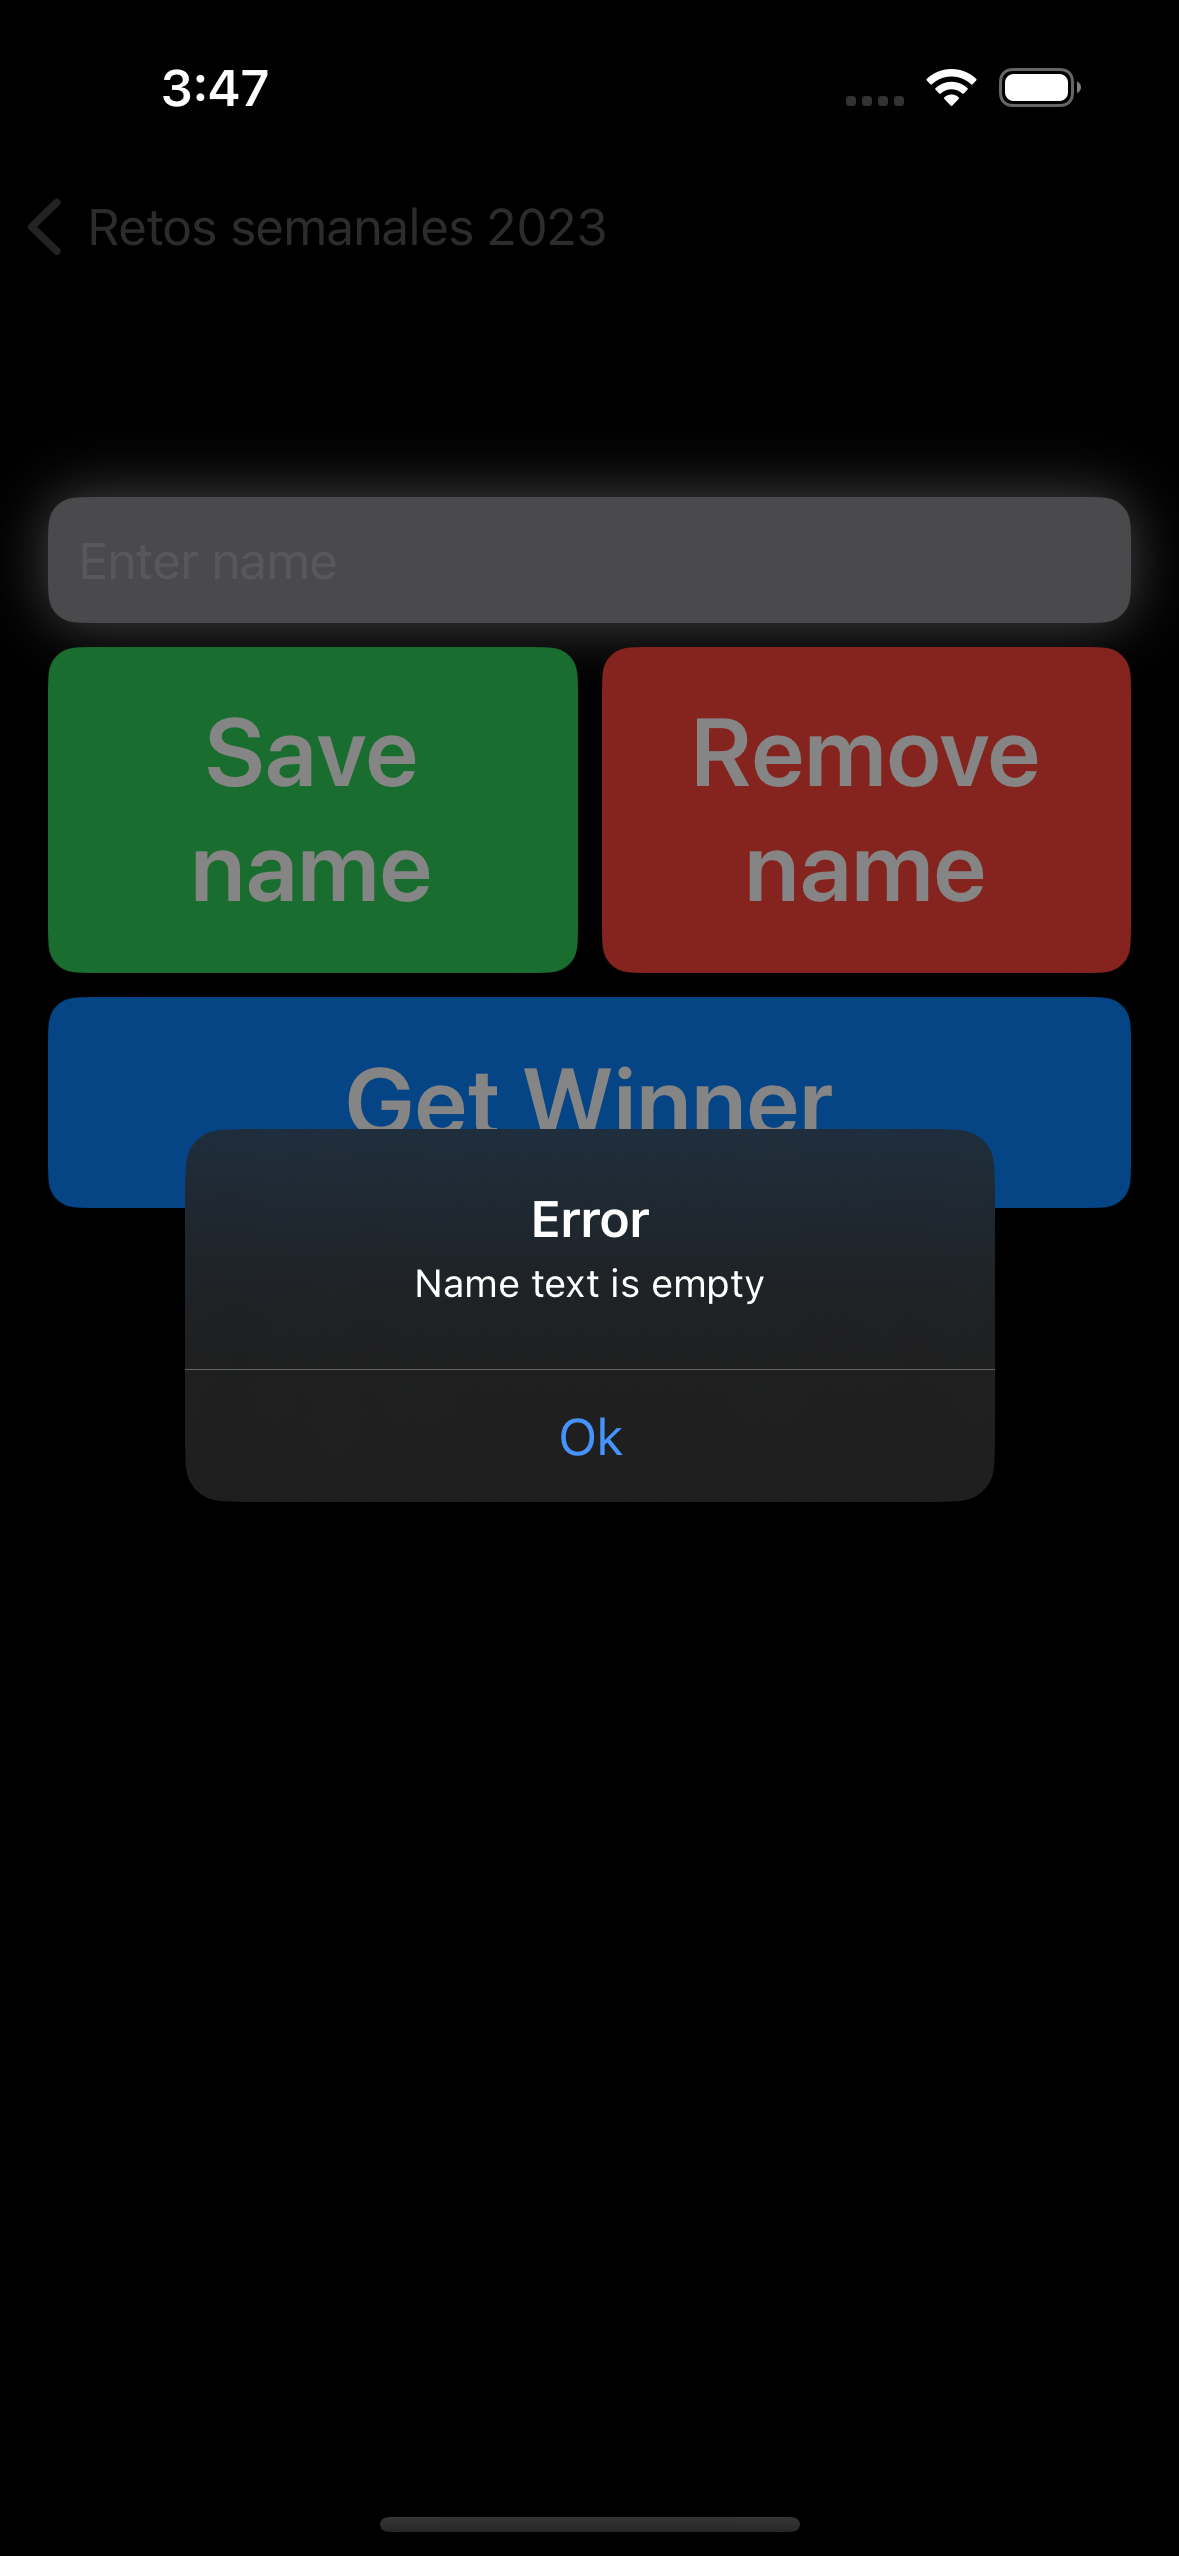 3:47
Retos semanales 2023
Enter name
Save
name
Remove
name
Get Winner
Error
Name text is empty
Ok